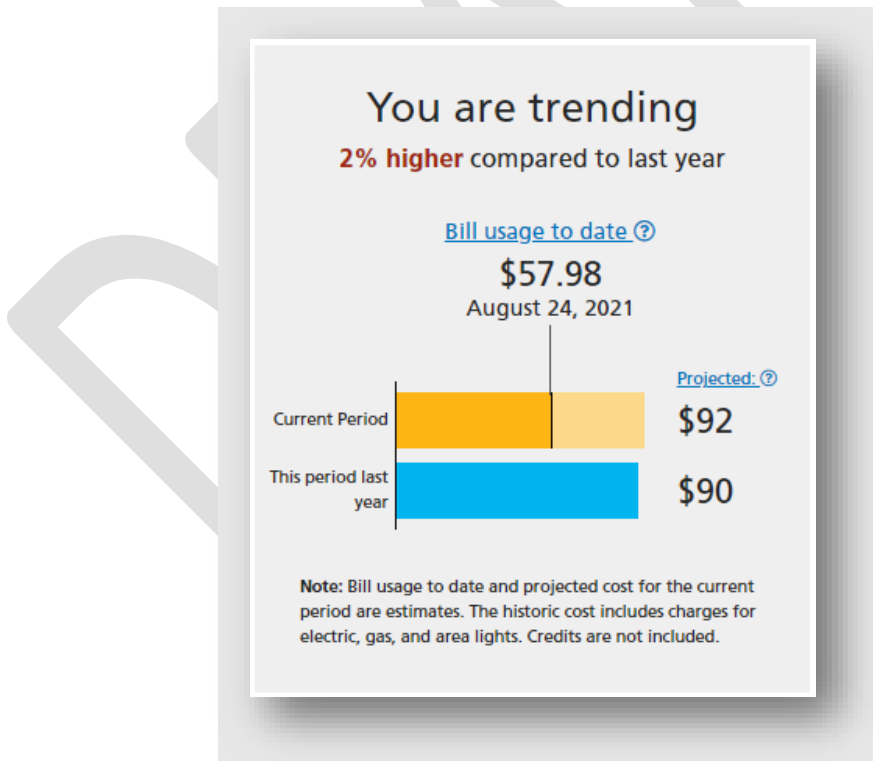 You are trending
2% higher compared to last year
Bill usage to date ?
$57.98
August 24, 2021
Projected: ?
Current Period
$92
This period last
year
$90
Note: Bill usage to date and projected cost for the current
period are estimates. The historic cost includes charges for
electric, gas, and area lights. Credits are not included.